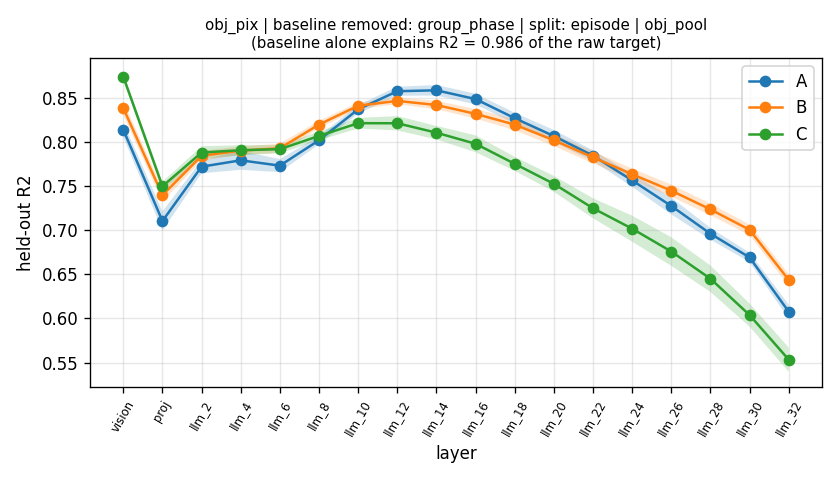 obj_pix | baseline removed: group_phase | split: episode | obj_pool
(baseline alone explains R2 = 0.986 of the raw target)
A
B
C
held-out R2
0.85
0.80
0.75
0.70
0.65
0.60
0.55
vision
proj
llm_2
llm_4
llm_6
llm_8
llm_10
llm_12
llm_14
llm_16
llm_18
llm_20
llm_22
llm_24
llm_26
llm_28
llm_30
llm_32
layer